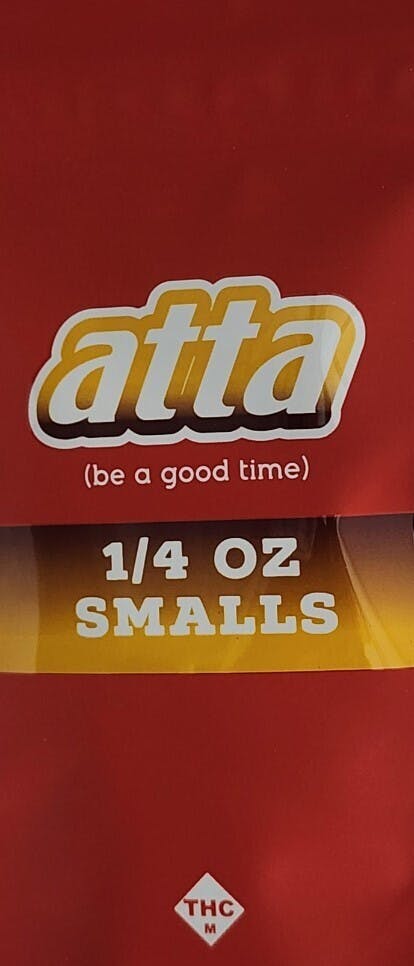 atta
(be a good time)
1/4 OZ
SMALLS
THC
M